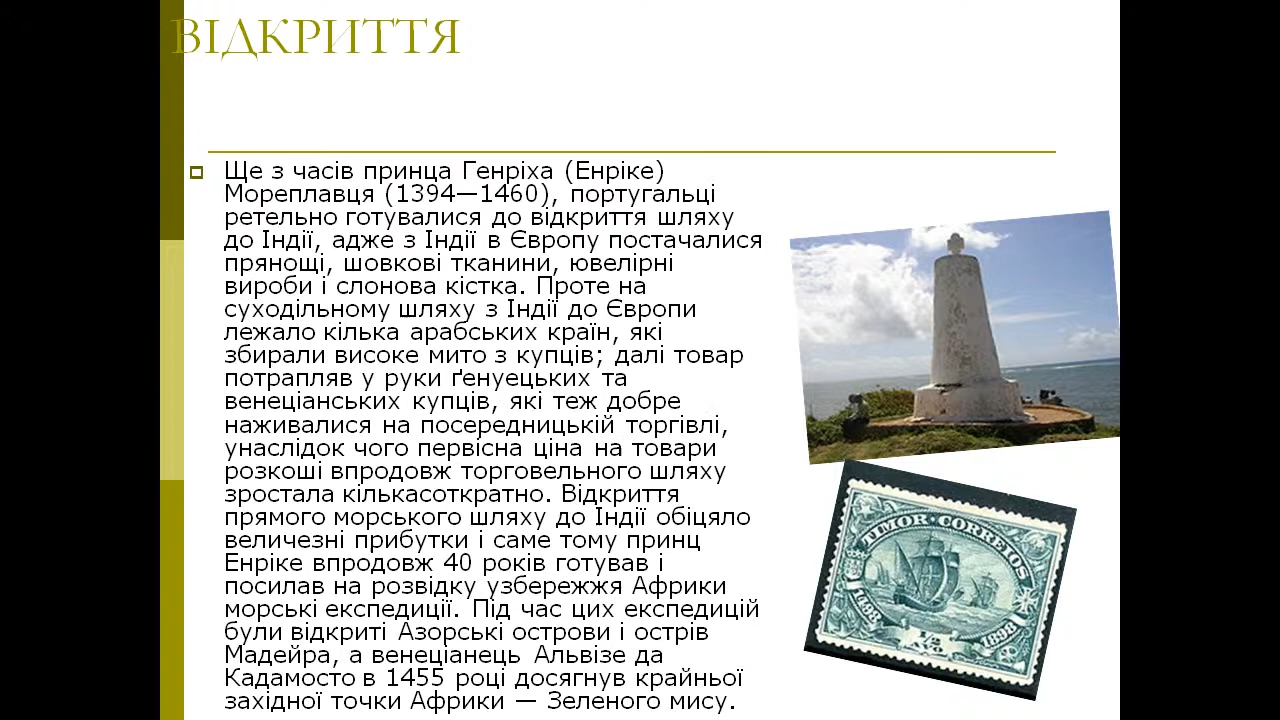 ВІДКРИТТЯ
Ще з часів принца Генріха (Енріке)
Мореплавця (1394—1460), португальці
ретельно готувалися до відкриття шляху
до Індії, адже з Індії в Європу постачалися
прянощі, шовкові тканини, ювелірні
вироби і слонова кістка. Проте на
суходільному шляху з Індії до Європи
лежало кілька арабських країн, які
збирали високе мито з купців; далі товар
потрапляв у руки ґенуецьких та
венеціанських купців, які теж добре
наживалися на посередницькій торгівлі,
унаслідок чого первісна ціна на товари
розкоші впродовж торговельного шляху
зростала кількасоткратно. Відкриття
прямого морського шляху до Індії обіцяло
величезні прибутки і саме тому принц
Енріке впродовж 40 років готував і
посилав на розвідку узбережжя Африки
морські експедиції. Під час цих експедицій
були відкриті Азорські острови і острів
Мадейра, а венеціанець Альвізе да
Кадамосто в 1455 році досягнув крайньої
західної точки Африки — Зеленого мису.
TIMOR CORREIOS
1498
1898
1/2